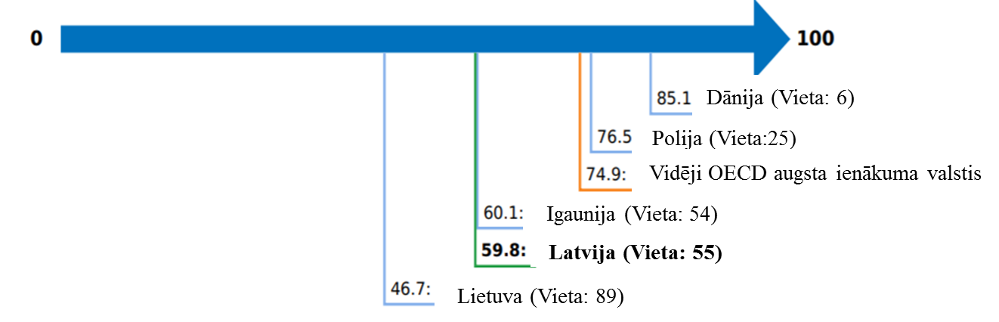 0 100
85.1 Dānija (Vieta: 6)
76.5 Polija (Vieta:25)
74.9: Vidēji OECD augsta ienākuma valstis
60.1: Igaunija (Vieta: 54)
59.8: Latvija (Vieta: 55)
46.7: Lietuva (Vieta: 89)